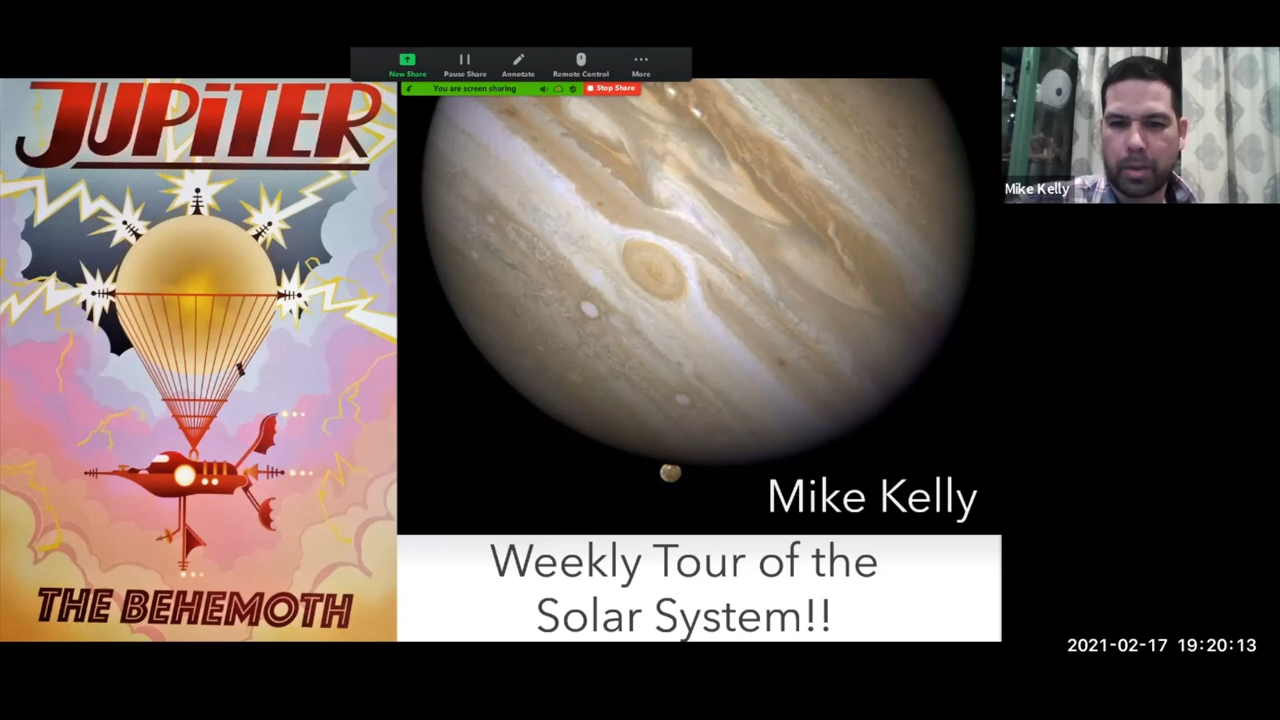 New Share
Pause Share
Annotate
Remote Control
More
You are screen sharing
Stop Share
JUPiTER
THE BEHEMOTH
Mike Kelly
Weekly Tour of the
Solar System!!
Mike Kelly
2021-02-17 19:20:13